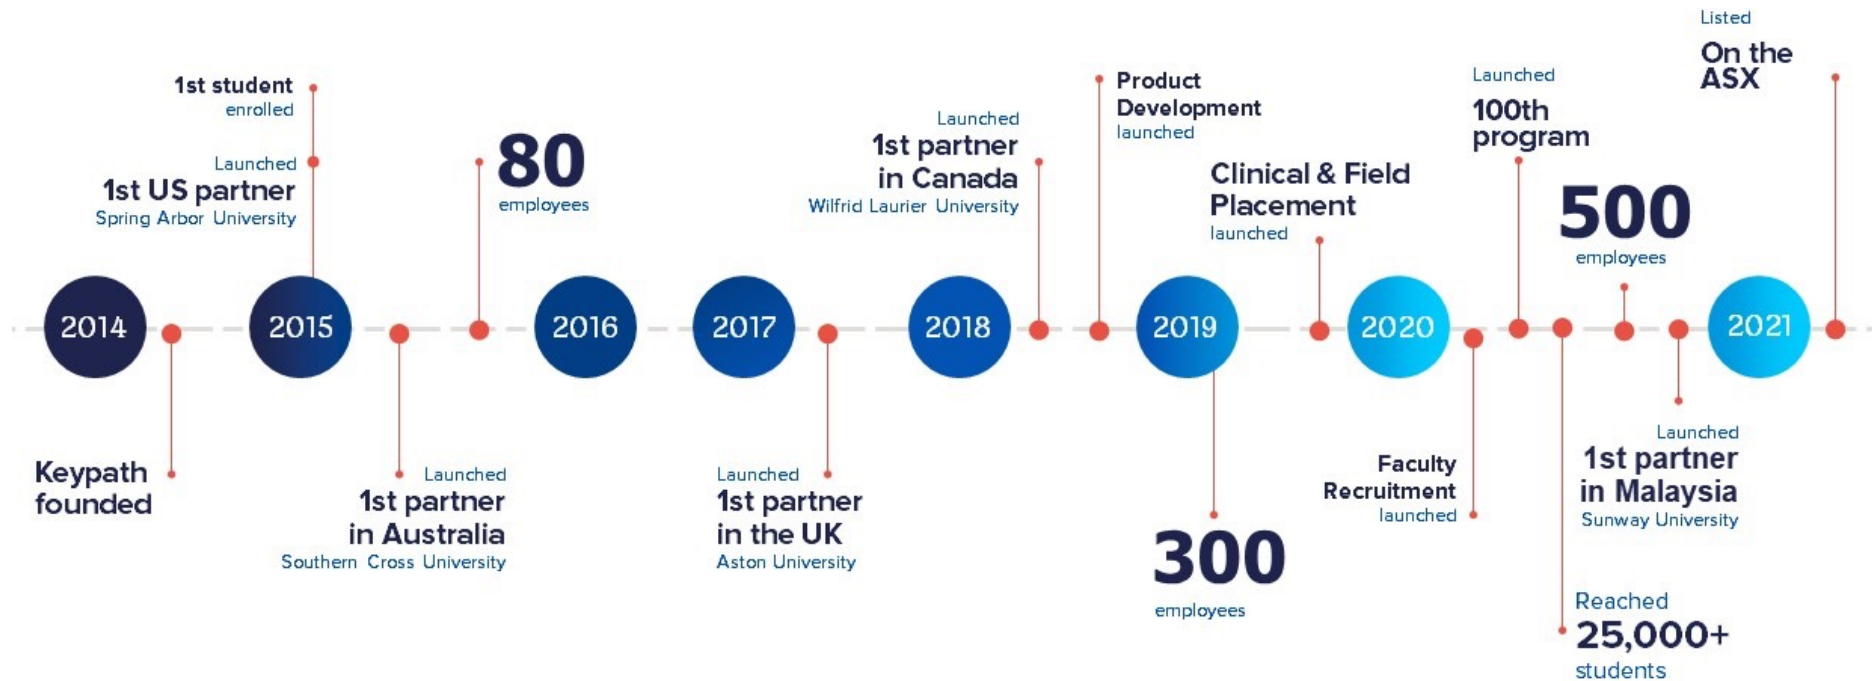 1st student
enrolled
Launched
1st US partner
Spring Arbor University
80
employees
Launched
1st partner
in Canada
Wilfrid Laurier University
Product
Development
launched
Clinical & Field
Placement
launched
Launched
100th
program
500
employees
Listed
On the
ASX
2014
2015
2016
2017
2018
2019
2020
2021
Keypath
founded
Launched
1st partner
in Australia
Southern Cross University
Launched
1st partner
in the UK
Aston University
300
employees
Faculty
Recruitment
launched
Launched
1st partner
in Malaysia
Sunway University
Reached
25,000+
students